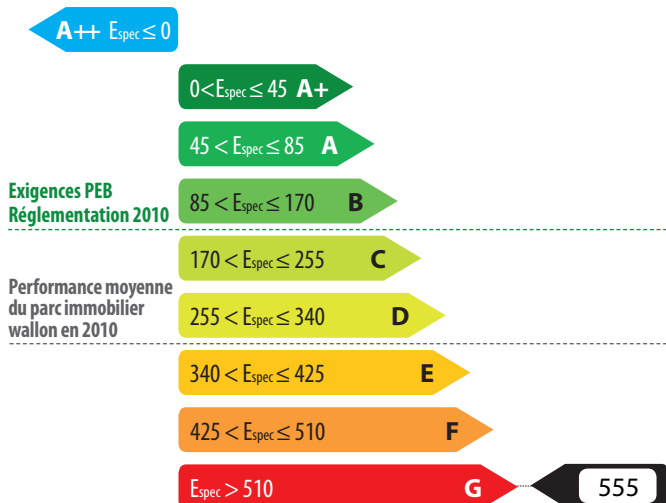 A++ Espec ≤ 0
0<Espec ≤ 45 A+
45 < Espec ≤ 85 A
Exigences PEB
Réglementation 2010
85 < Espec ≤ 170 B
170 < Espec ≤ 255 C
Performance moyenne
du parc immobilier
wallon en 2010
255 < Espec ≤ 340 D
340 < Espec ≤ 425 E
425 < Espec ≤ 510 F
Espec > 510 G 555